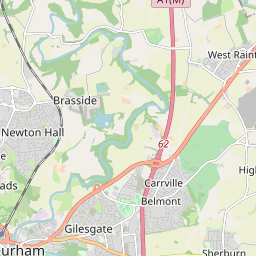 A1(M)
West Raint
Brasside
Newton Hall
62
Carrville
High
ads
Belmont
Gilesgate
urham
Sherburn